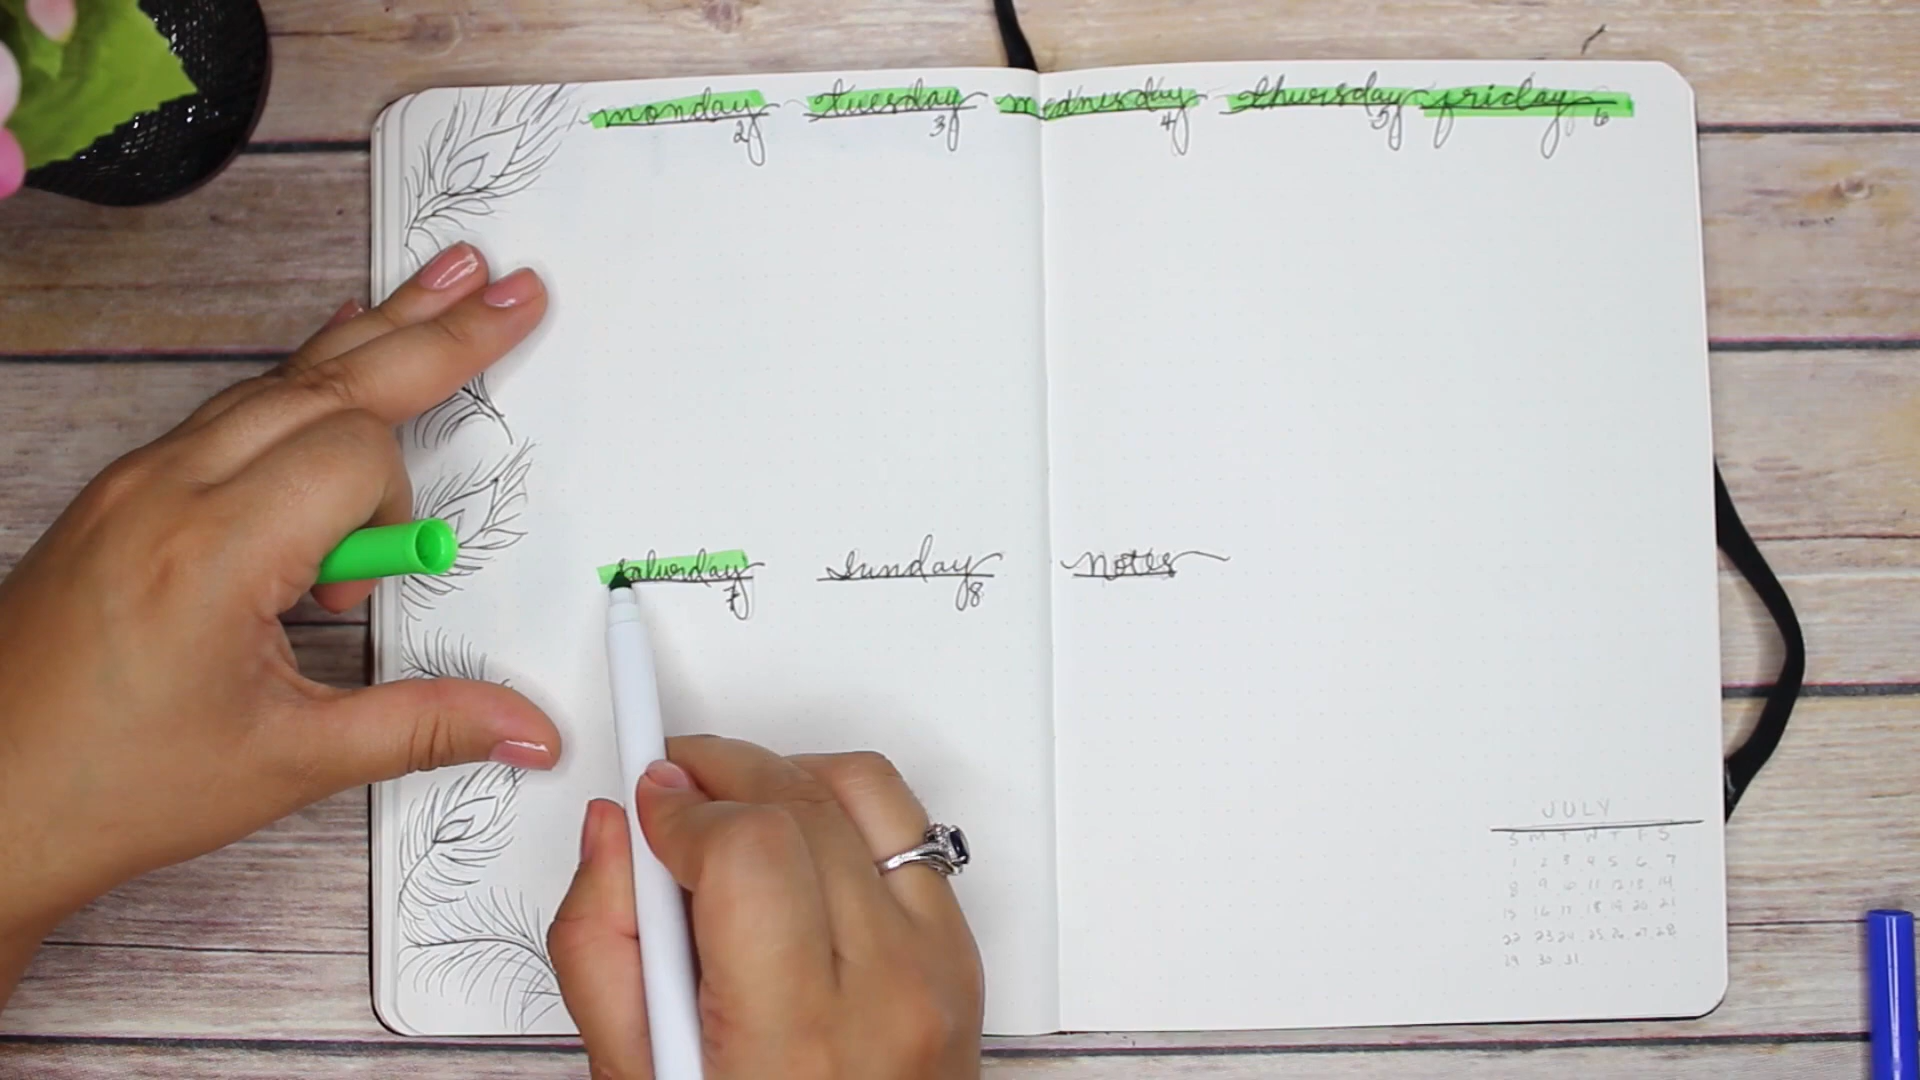 monday tuesday wednesday thursday friday
2 3 4 5 6
saturday sunday notes
7 8
JULY
S M T W T F S
1 2 3 4 5 6 7
8 9 10 11 12 13 14
15 16 17 18 19 20 21
22 23 24 25 26 27 28
29 30 31